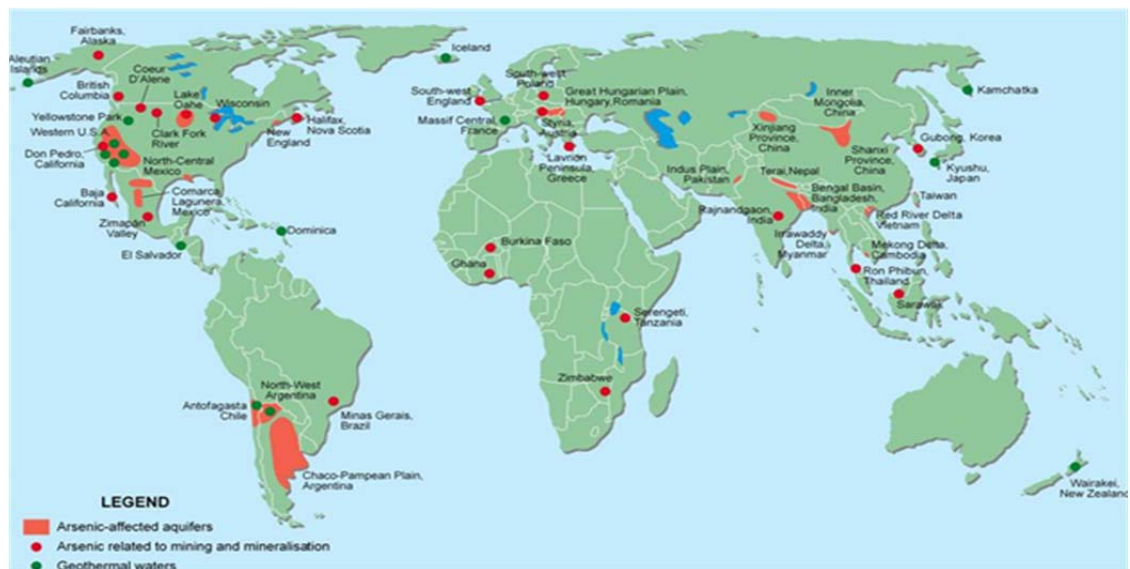 Fairbanks,
Alaska
Aleutian
Islands
Coeur
D'Alene
British
Columbia
Lake
Oahe
Wisconsin
Yellowstone Park
Western U.S.A.
Clark Fork
River
New
England
Halifax,
Nova Scotia
Don Pedro,
California
North-Central
Mexico
Baja
California
Comarca,
Lagunera,
Mexico
Zimapan
Valley
El Salvador
Dominica
Iceland
South-west
Poland
South-west
England
Great Hungarian Plain,
Hungary,Romania
Massif Central,
France
Styria,
Austria
Lavrion
Peninsula,
Greece
Inner
Mongolia,
China
Kamchatka
Xinjiang
Province,
China
Gubong, Korea
Shanxi
Province,
China
Kyushu,
Japan
Indus Plain,
Pakistan
Terai,Nepal
Bengal Basin,
Bangladesh,
India
Taiwan
Rajnandgaon,
India
Red River Delta
Vietnam
Irrawaddy
Delta,
Myanmar
Mekong Delta,
Cambodia
Ron Phibun,
Thailand
Sarawak
Burkina Faso
Ghana
Serengeti,
Tanzania
Zimbabwe
North-West
Argentina
Antofagasta
Chile
Minas Gerais,
Brazil
Chaco-Pampean Plain,
Argentina
Wairakei,
New Zealand
LEGEND
Arsenic-affected aquifers
Arsenic related to mining and mineralisation
Geothermal waters